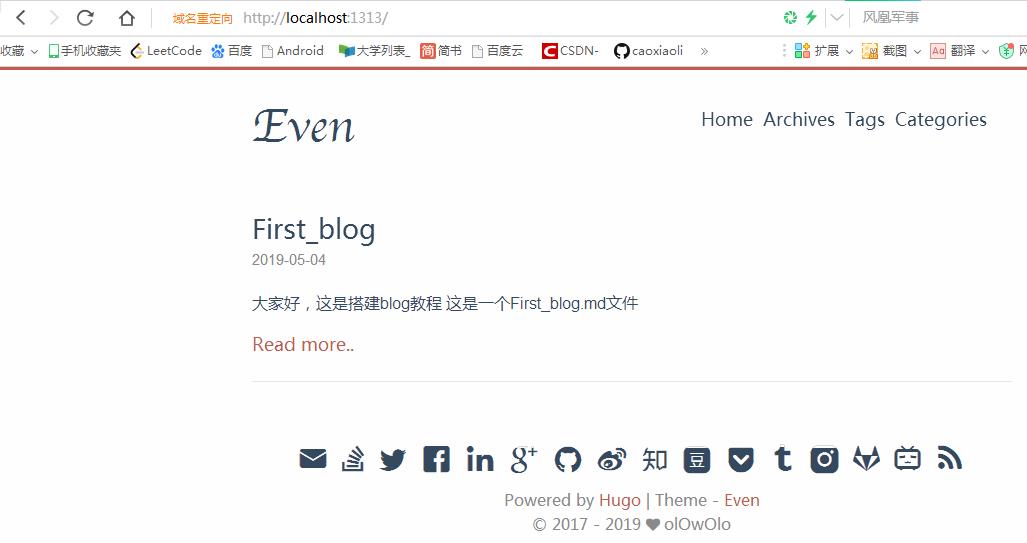 域名重定向 http://localhost:1313/ 凤凰军事
收藏 手机收藏夹 LeetCode 百度 Android 大学列表_ 简 简书 百度云 C CSDN- caoxiaoli » 扩展 截图 Aa 翻译 网
Even
Home Archives Tags Categories
First_blog
2019-05-04
大家好，这是搭建blog教程 这是一个First_blog.md文件
Read more..
知 豆
Powered by Hugo | Theme - Even
© 2017 - 2019 olOwOlo